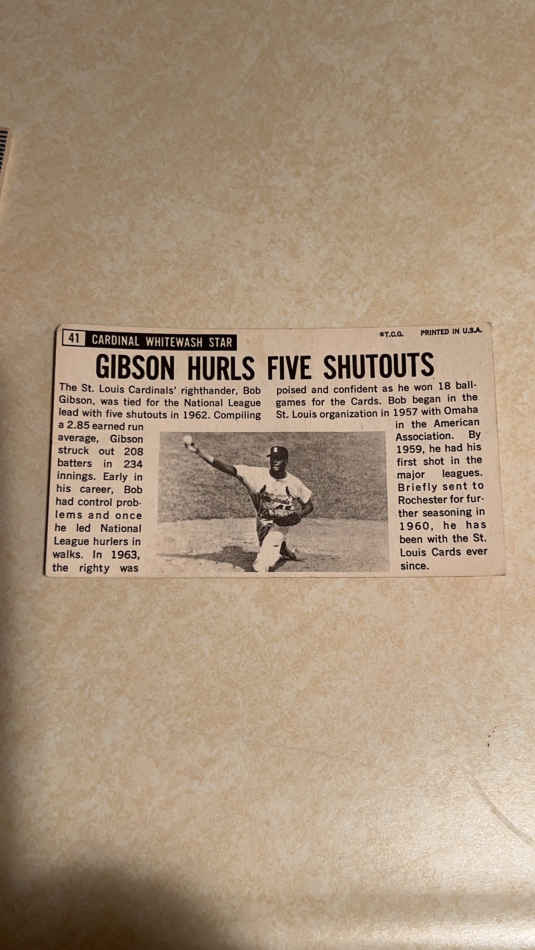 41 CARDINAL WHITEWASH STAR
©T.C.G. PRINTED IN U.S.A.
GIBSON HURLS FIVE SHUTOUTS
The St. Louis Cardinals' righthander, Bob
Gibson, was tied for the National League
lead with five shutouts in 1962. Compiling
a 2.85 earned run
average, Gibson
struck out 208
batters in 234
innings. Early in
his career, Bob
had control prob-
lems and once
he led National
League hurlers in
walks. In 1963,
the righty was
poised and confident as he won 18 ball-
games for the Cards. Bob began in the
St. Louis organization in 1957 with Omaha
in the American
Association. By
1959, he had his
first shot in the
major leagues.
Briefly sent to
Rochester for fur-
ther seasoning in
1960, he has
been with the St.
Louis Cards ever
since.